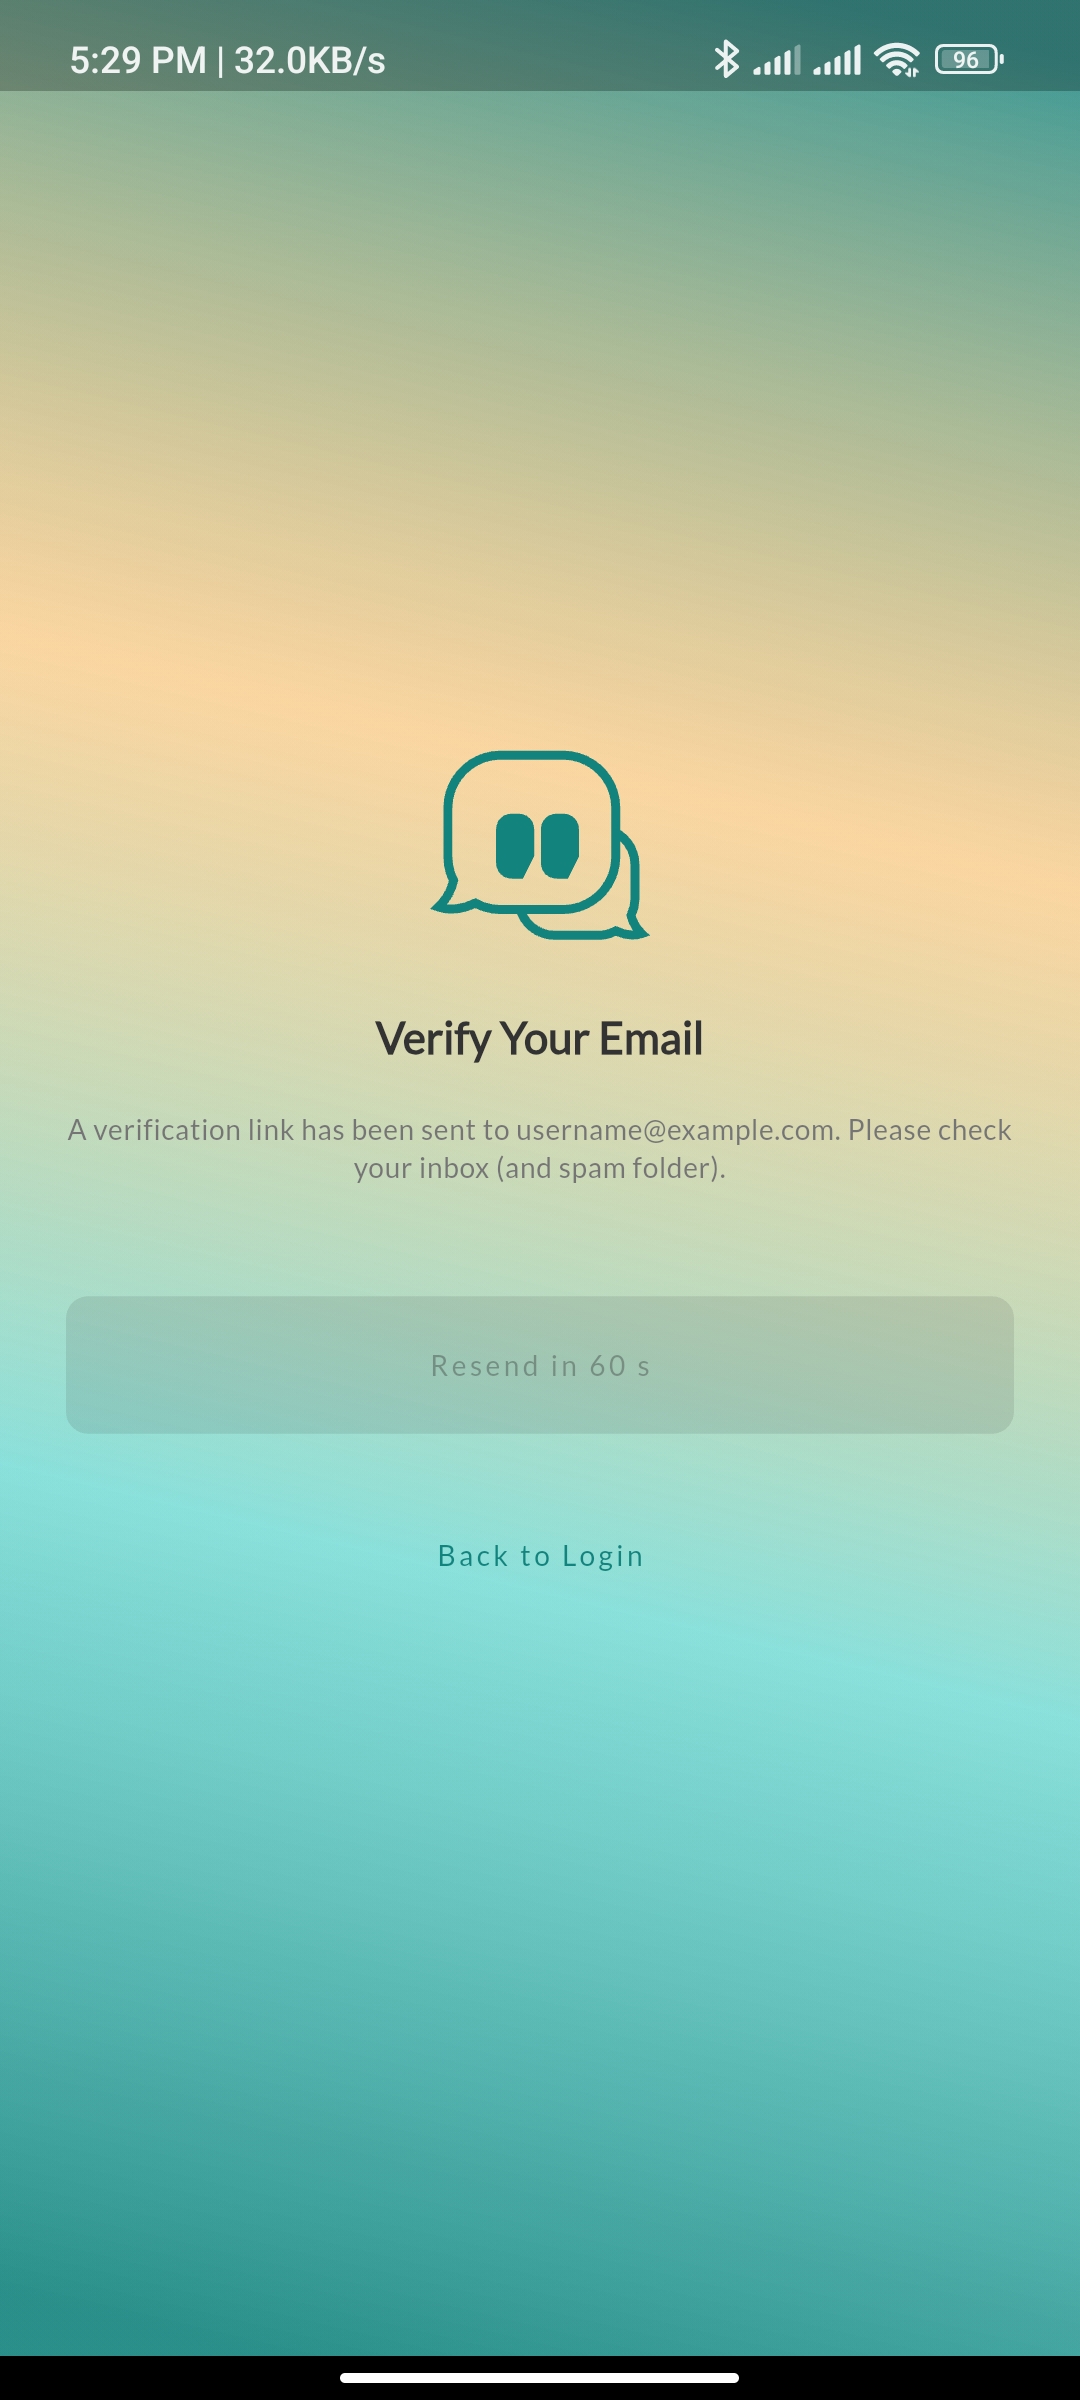 5:29 PM | 32.0KB/s
96
Verify Your Email
A verification link has been sent to username@example.com. Please check
your inbox (and spam folder).
Resend in 60 s
Back to Login